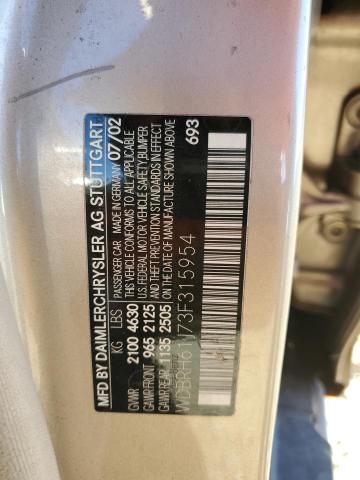 MFD BY DAIMLERCHRYSLER AG STUTTGART
PASSENGER CAR MADE IN GERMANY 07/02
KG LBS THIS VEHICLE CONFORMS TO ALL APPLICABLE
GVWR 2100 4630 U.S. FEDERAL MOTOR VEHICLE SAFETY BUMPER
GAWR FRONT 965 2125 AND THEFT PREVENTION STANDARDS IN EFFECT
GAWR REAR 1135 2505 ON THE DATE OF MANUFACTURE SHOWN ABOVE
693
WDBRH61J73F315954